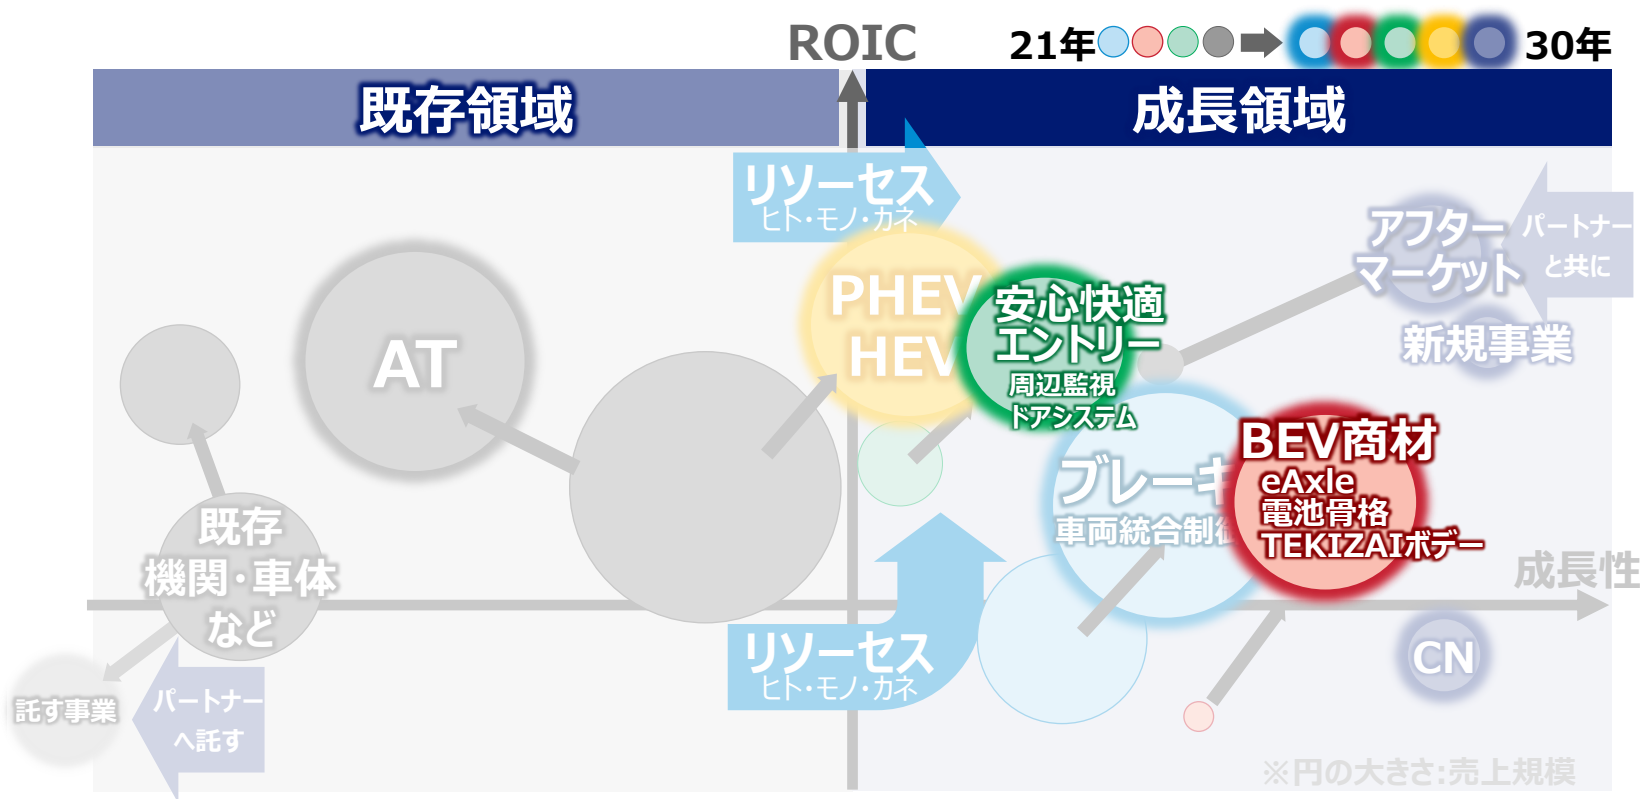 ROIC
21年
30年
既存領域
成長領域
リソーセス
ヒト・モノ・カネ
アフター
マーケット
パートナー
と共に
新規事業
PHEV
HEV
安心快適
エントリー
周辺監視
ドアシステム
AT
ブレーキ
車両統合制御
BEV商材
eAxle
電池骨格
TEKIZAIボデー
既存
機関・車体
など
成長性
リソーセス
ヒト・モノ・カネ
CN
託す事業
パートナー
へ託す
※円の大きさ:売上規模